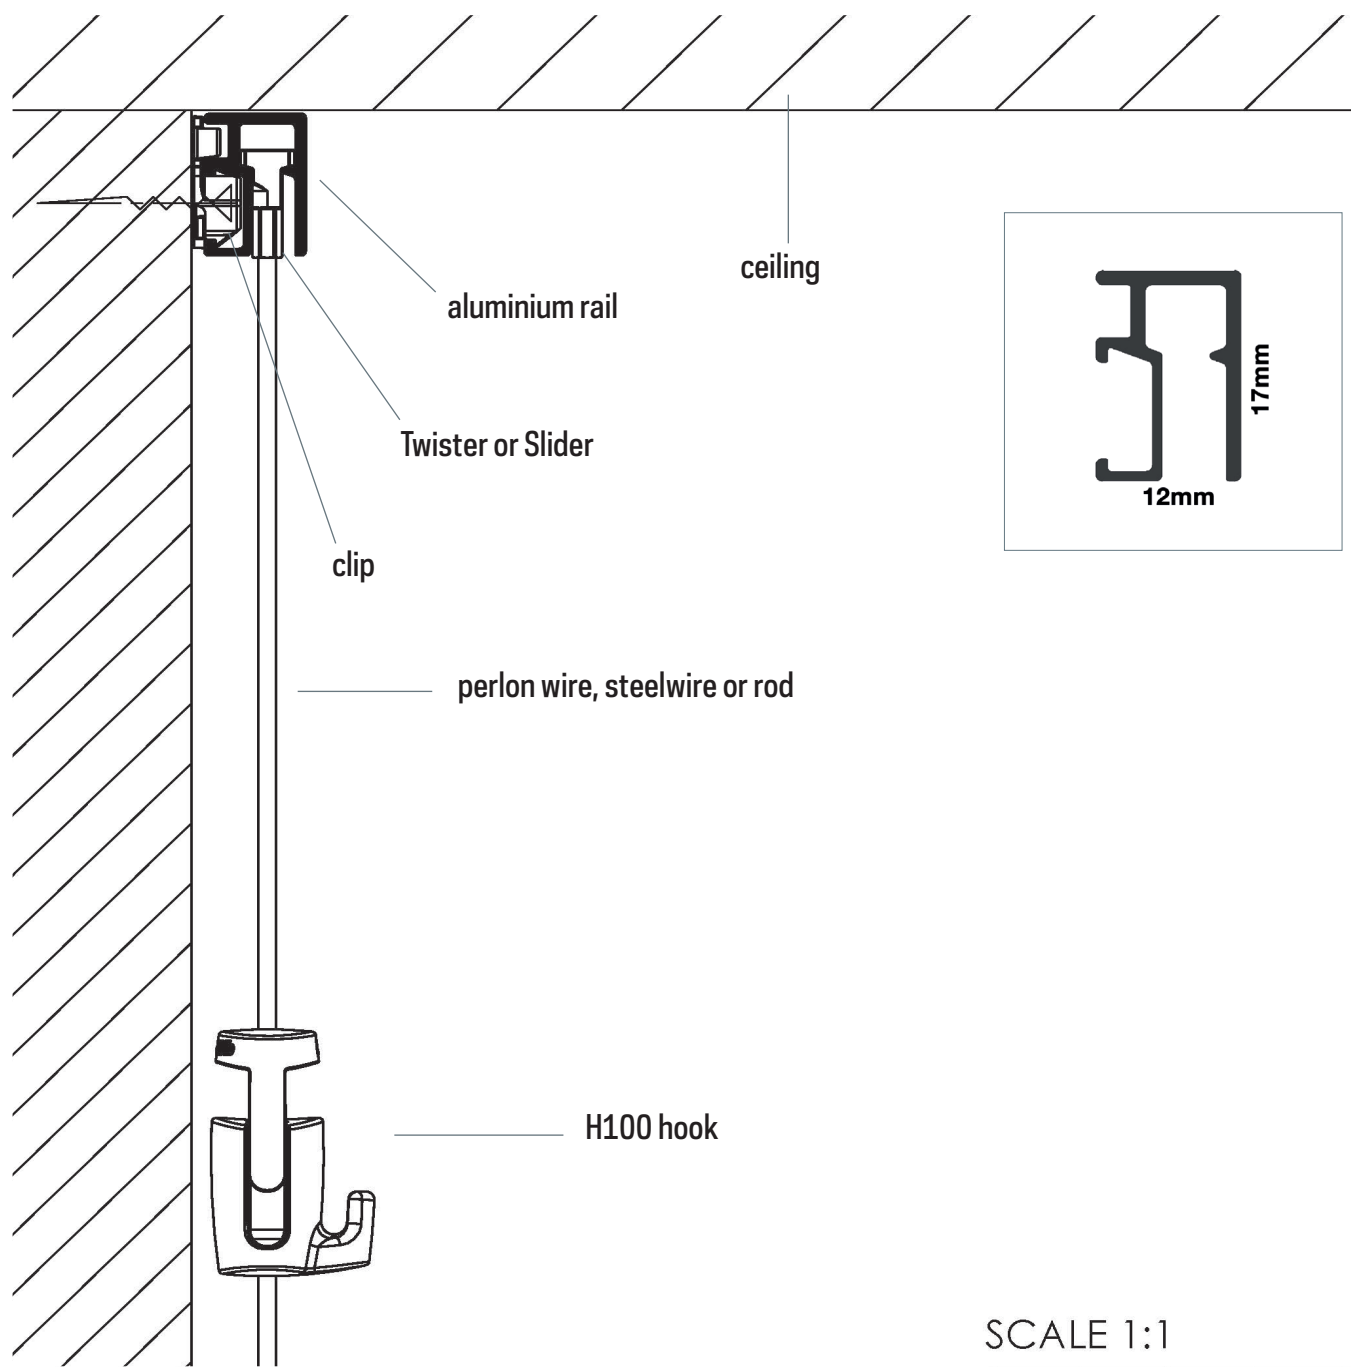 ceiling
aluminium rail
17mm
Twister or Slider
12mm
clip
perlon wire, steelwire or rod
H100 hook
SCALE 1:1